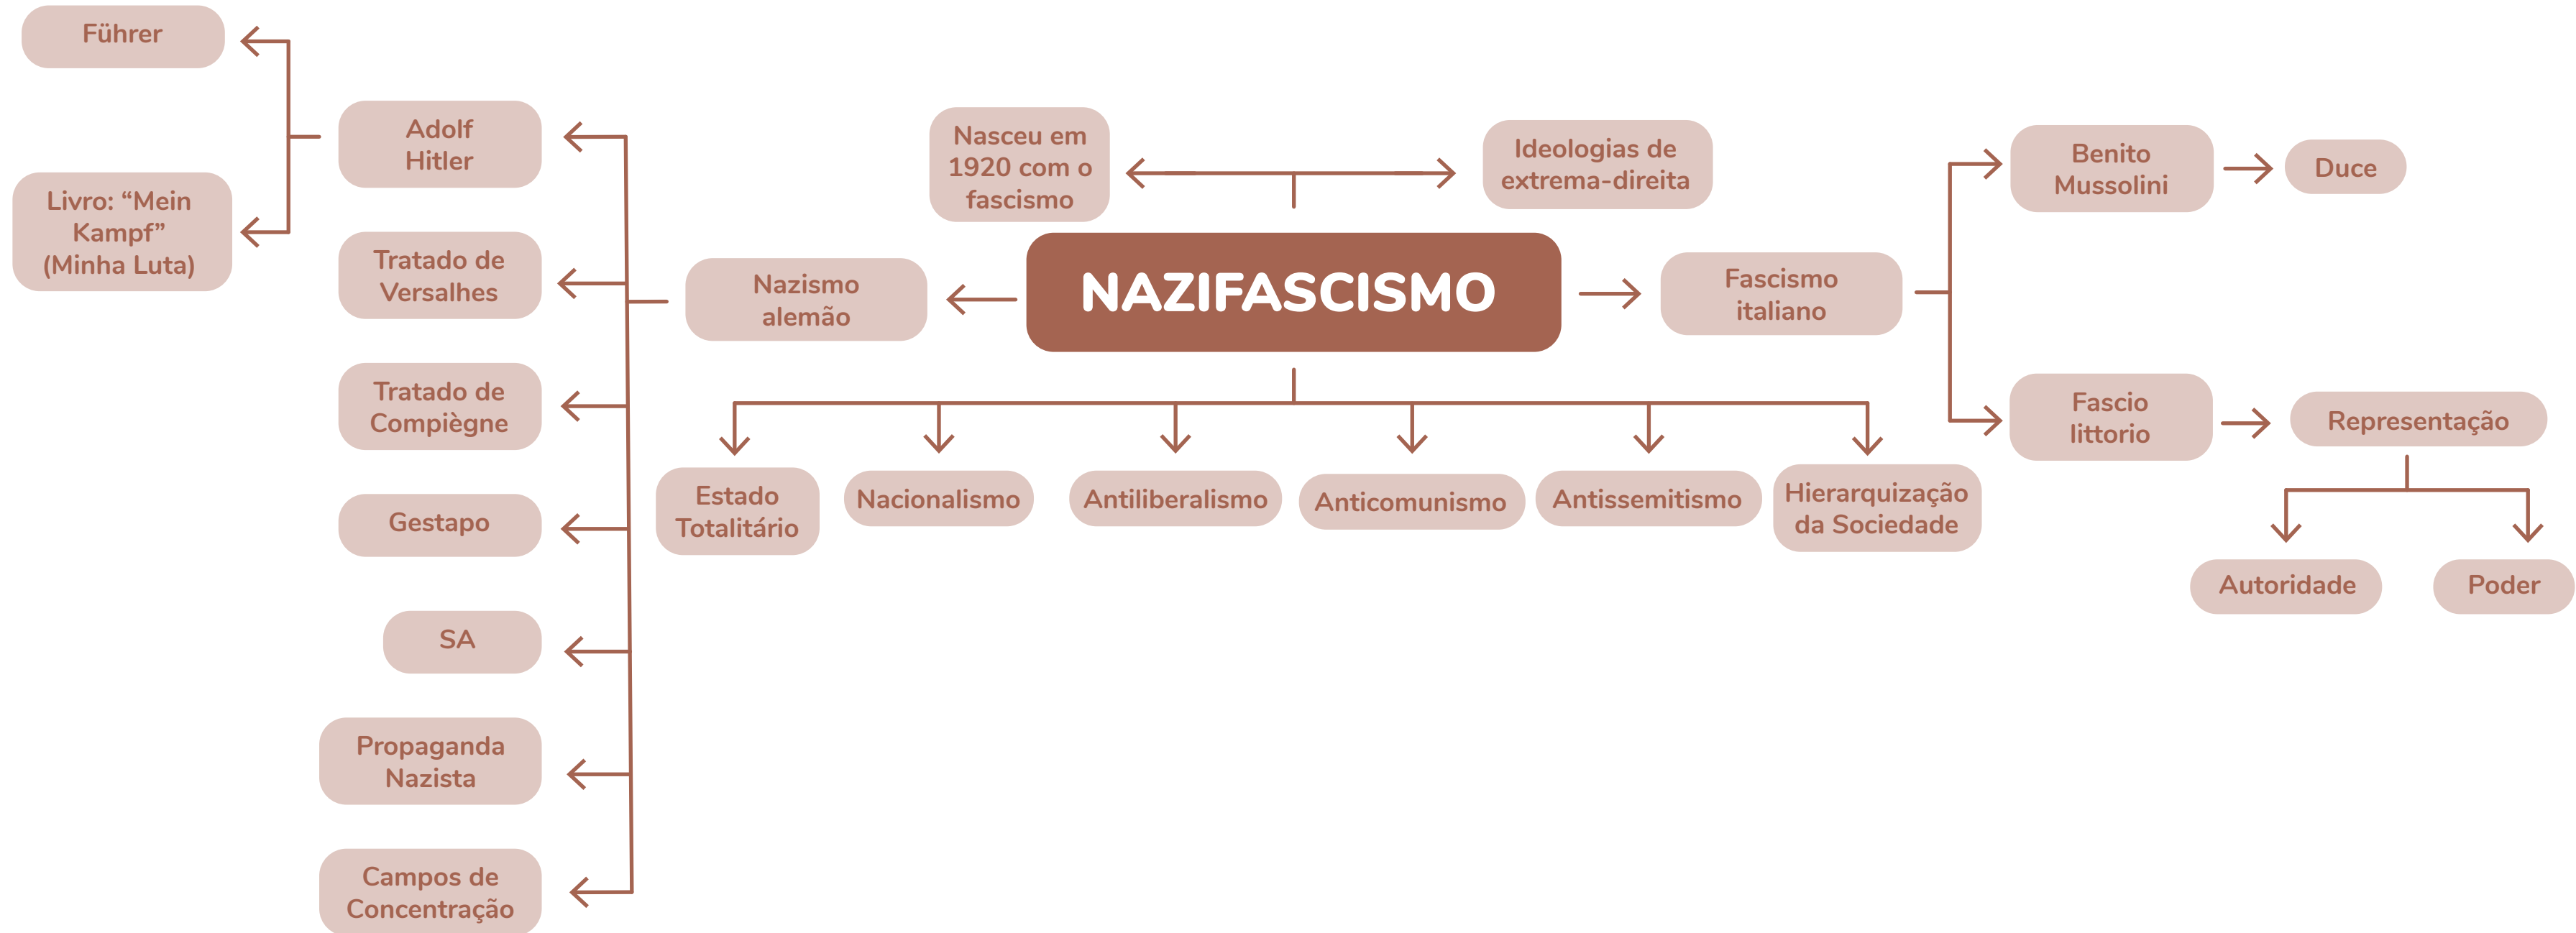 Führer
Livro: “Mein
Kampf”
(Minha Luta)
Adolf
Hitler
Tratado de
Versalhes
Tratado de
Compiègne
Gestapo
SA
Propaganda
Nazista
Campos de
Concentração
Nazismo
alemão
Nasceu em
1920 com o
fascismo
Ideologias de
extrema-direita
NAZIFASCISMO
Estado
Totalitário
Nacionalismo
Antiliberalismo
Anticomunismo
Antissemitismo
Hierarquização
da Sociedade
Fascismo
italiano
Benito
Mussolini
Duce
Fascio
littorio
Representação
Autoridade
Poder